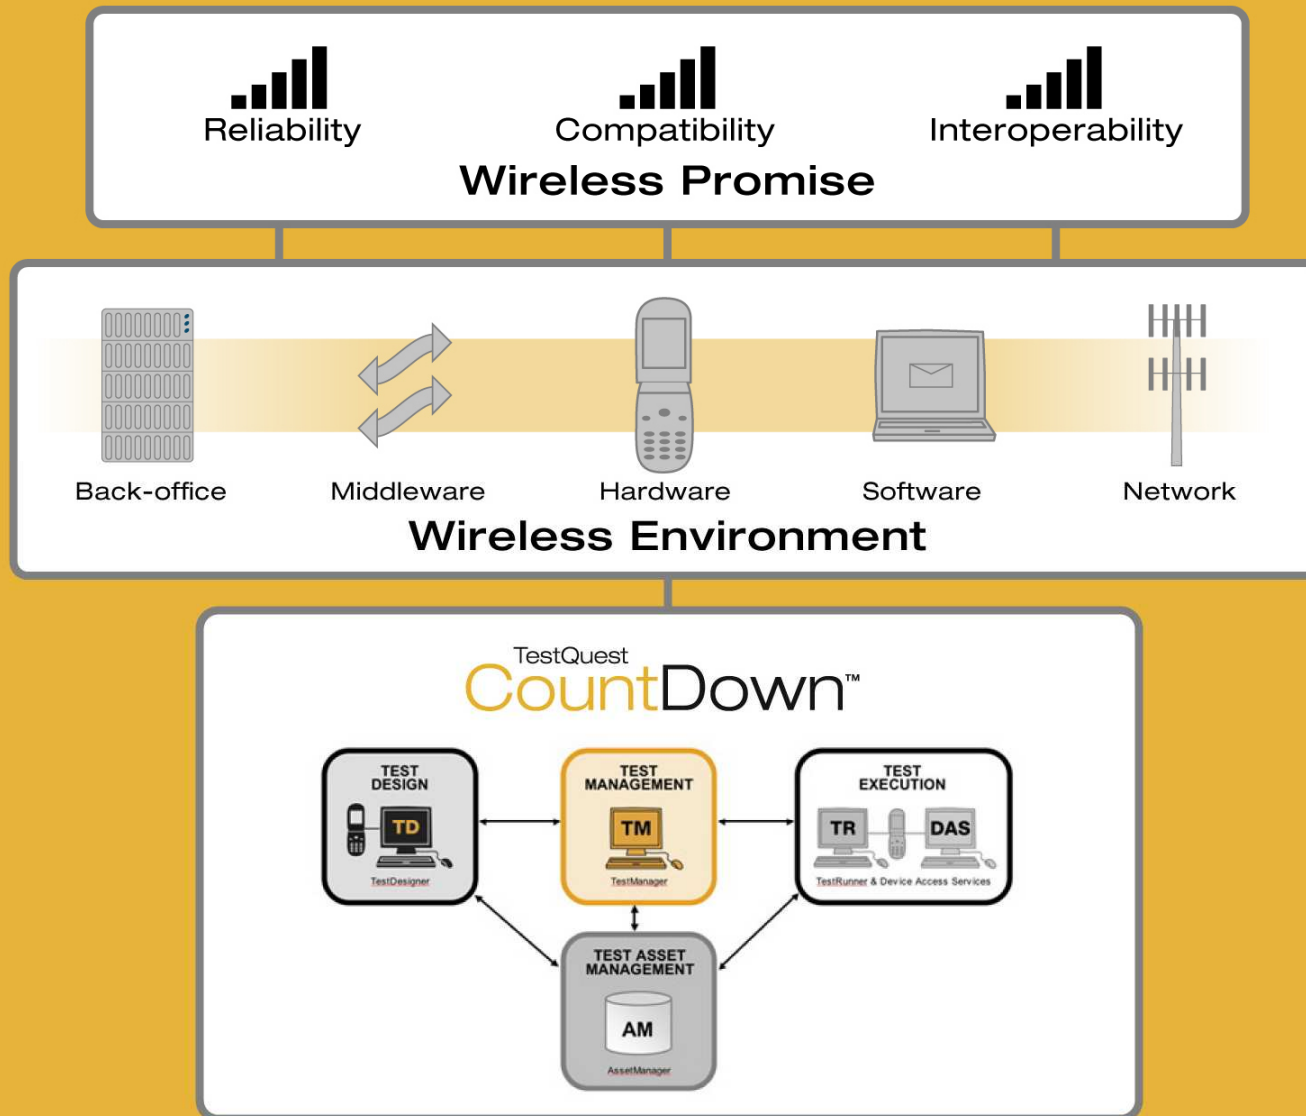 Reliability
Compatibility
Interoperability
Wireless Promise
Back-office
Middleware
Hardware
Software
Network
Wireless Environment
TestQuest
CountDown™
TEST
DESIGN
TD
TestDesigner
TEST
MANAGEMENT
TM
TestManager
TEST
EXECUTION
TR
DAS
TestRunner & Device Access Services
TEST ASSET
MANAGEMENT
AM
AssetManager